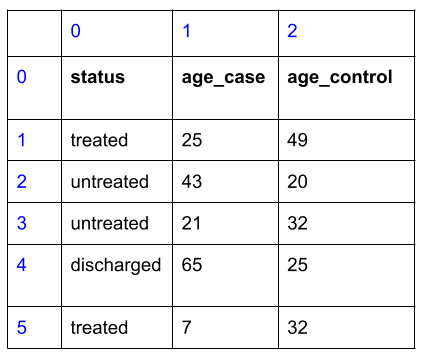 0 1 2
0 status age_case age_control
1 treated 25 49
2 untreated 43 20
3 untreated 21 32
4 discharged 65 25
5 treated 7 32